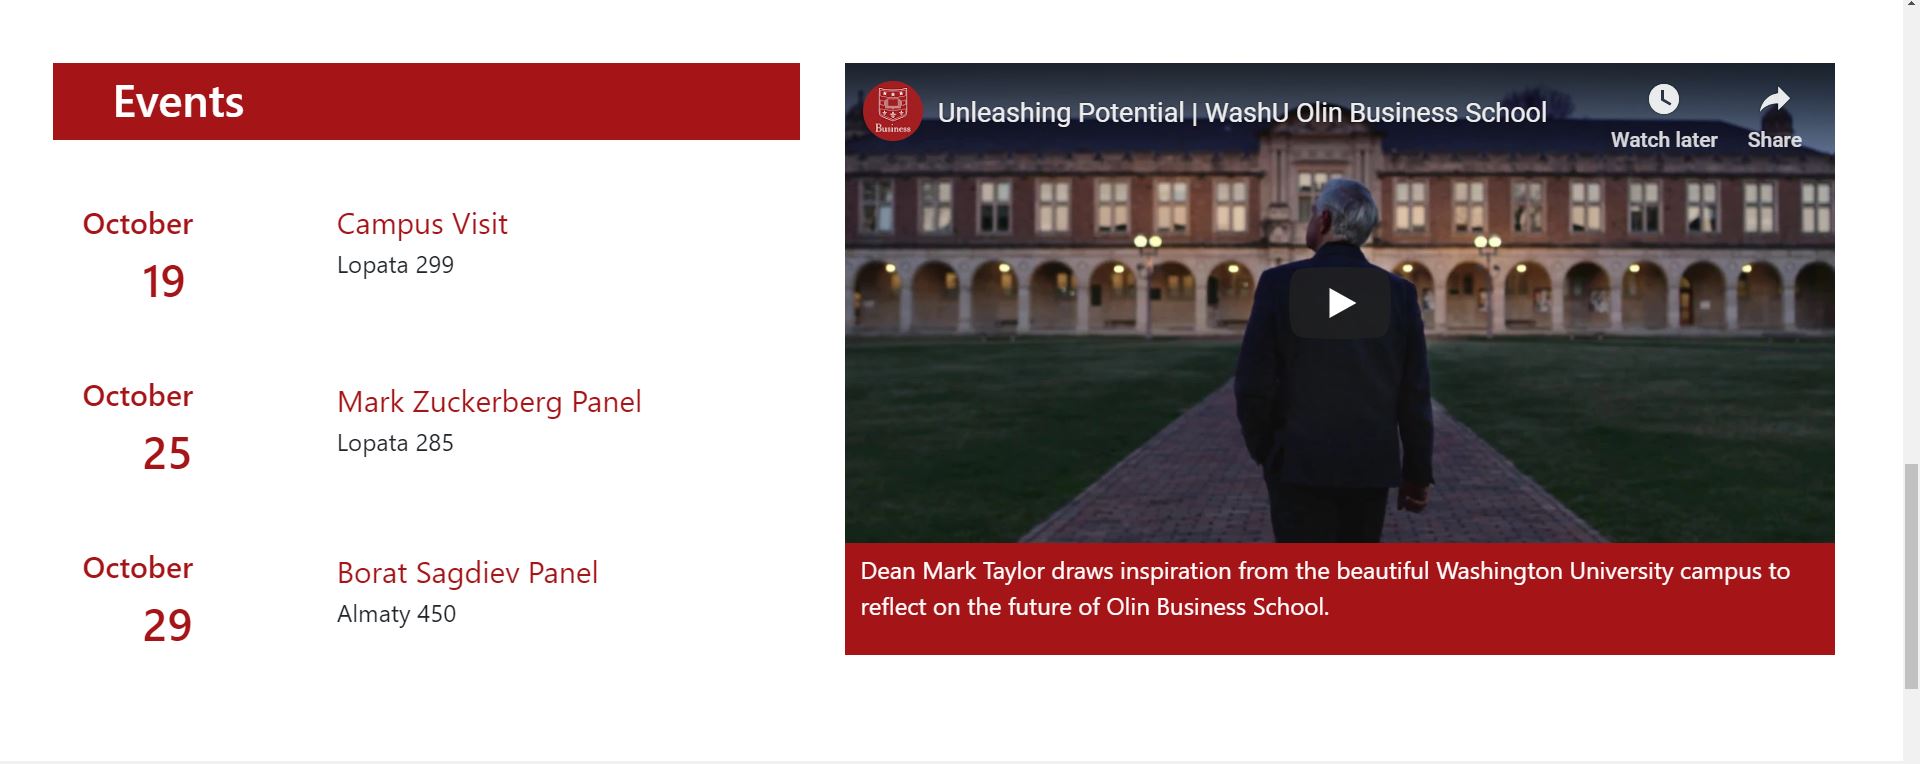 Events
October
19
Campus Visit
Lopata 299
October
25
Mark Zuckerberg Panel
Lopata 285
October
29
Borat Sagdiev Panel
Almaty 450
Business
Unleashing Potential | WashU Olin Business School
Watch later
Share
Dean Mark Taylor draws inspiration from the beautiful Washington University campus to
reflect on the future of Olin Business School.